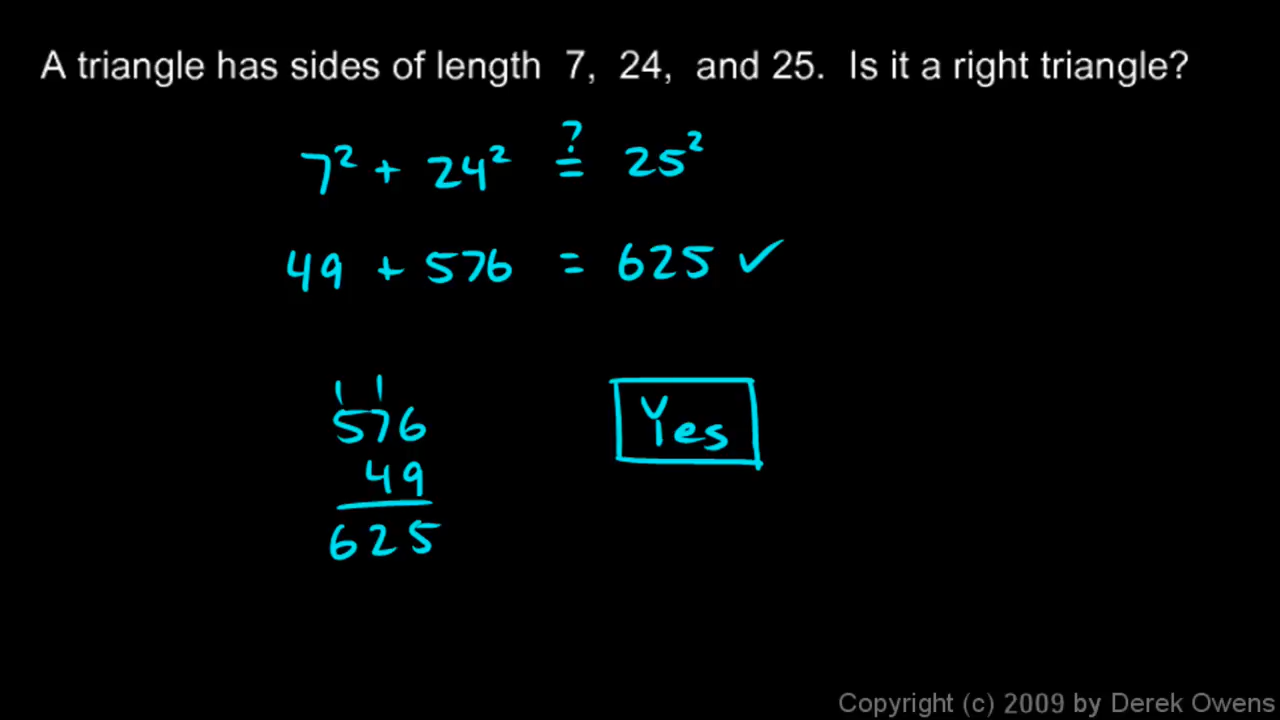 A triangle has sides of length 7, 24, and 25. Is it a right triangle?
7² + 24² ≟ 25²
49 + 576 = 625 ✓
1 1
576
49
625
Yes
Copyright (c) 2009 by Derek Owens